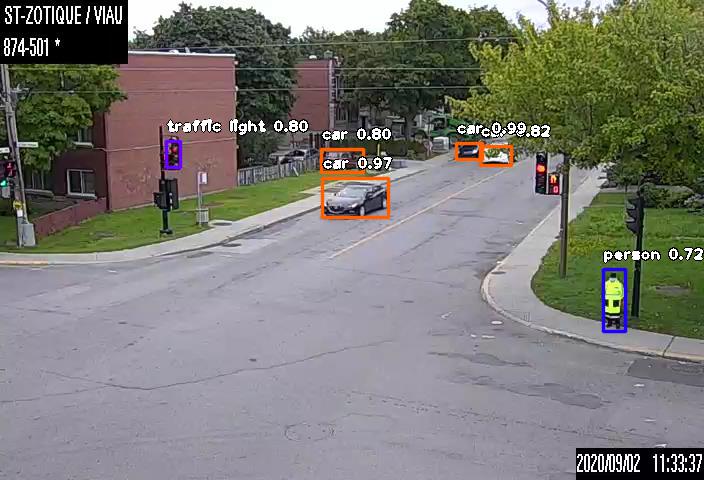 ST-ZOTIQUE / VIAU
874-501 *
traffic light 0.80
car 0.80
car 0.99
0.82
car 0.97
person 0.72
2020/09/02 11:33:37